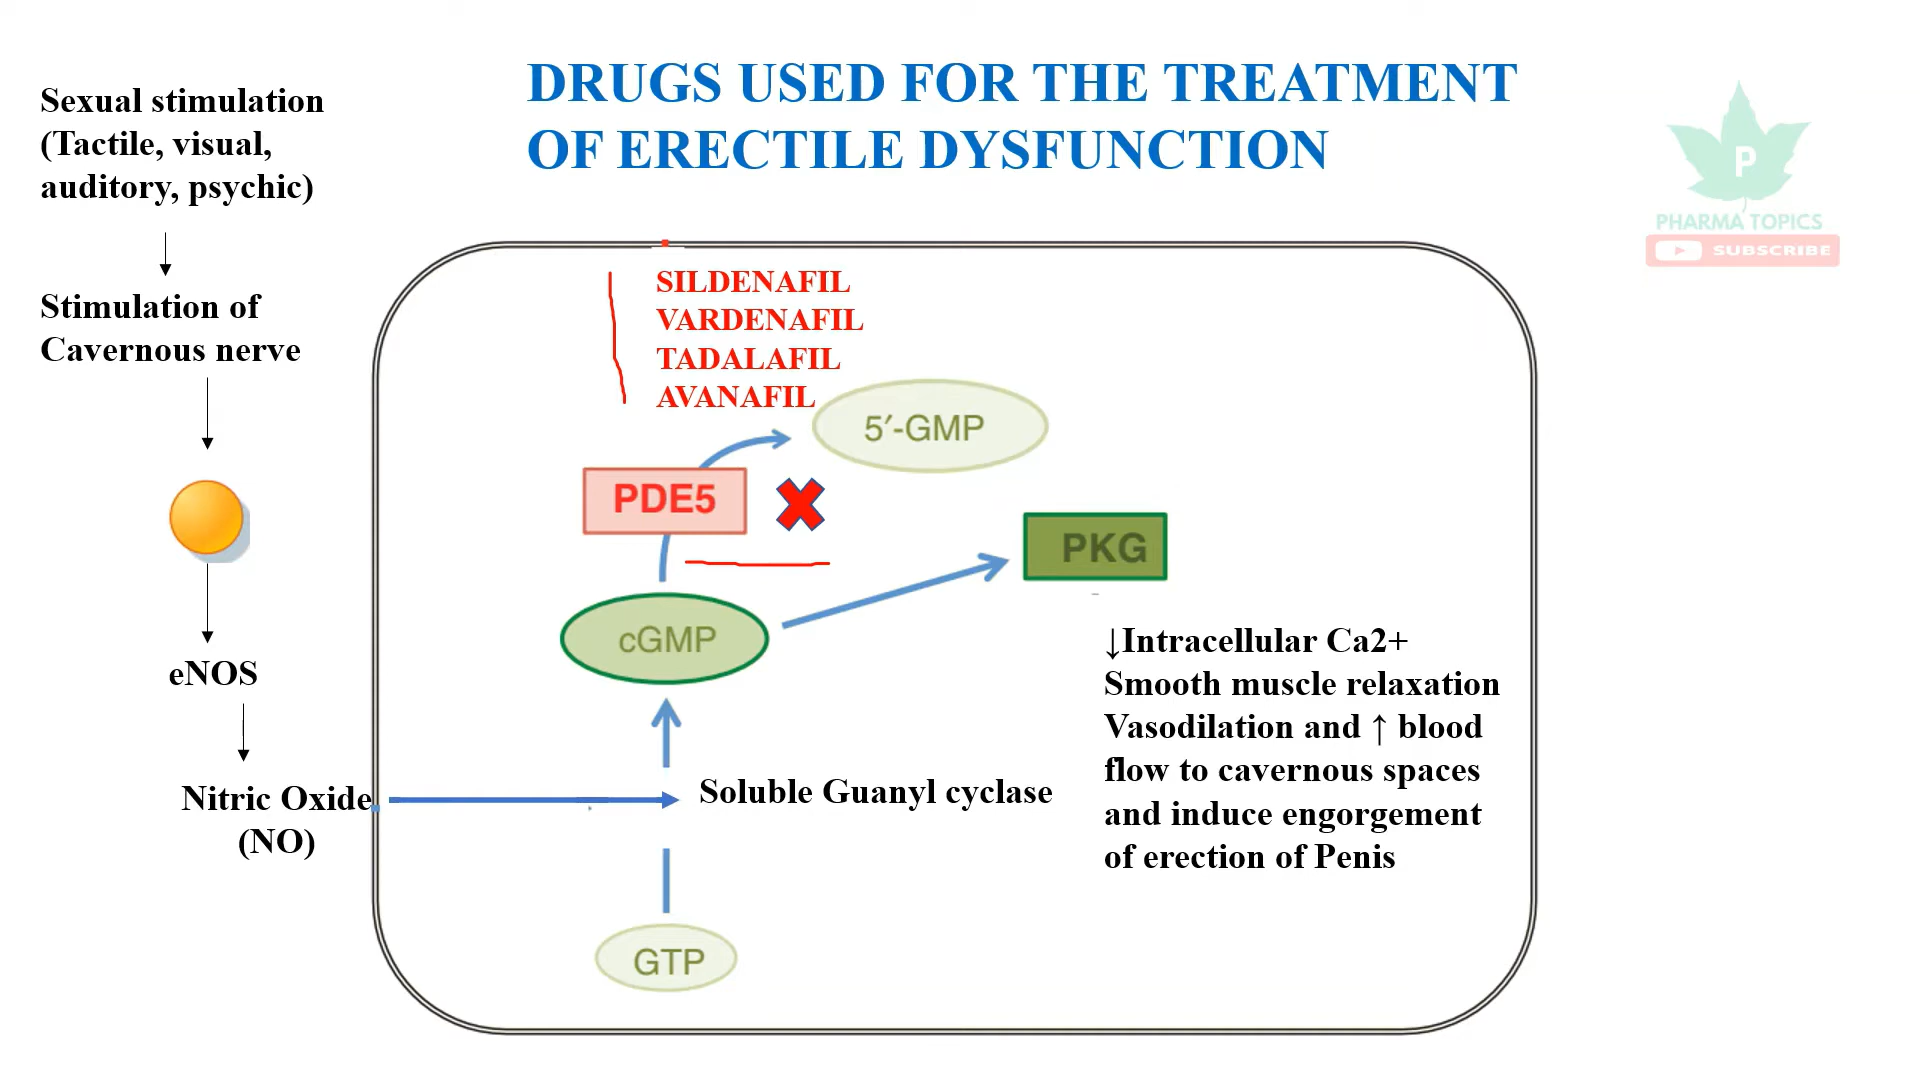 DRUGS USED FOR THE TREATMENT
OF ERECTILE DYSFUNCTION
Sexual stimulation
(Tactile, visual,
auditory, psychic)
Stimulation of
Cavernous nerve
eNOS
Nitric Oxide
(NO)
SILDENAFIL
VARDENAFIL
TADALAFIL
AVANAFIL
5′-GMP
PDE5
PKG
cGMP
Soluble Guanyl cyclase
GTP
↓Intracellular Ca2+
Smooth muscle relaxation
Vasodilation and ↑ blood
flow to cavernous spaces
and induce engorgement
of erection of Penis
P
PHARMA TOPICS
SUBSCRIBE